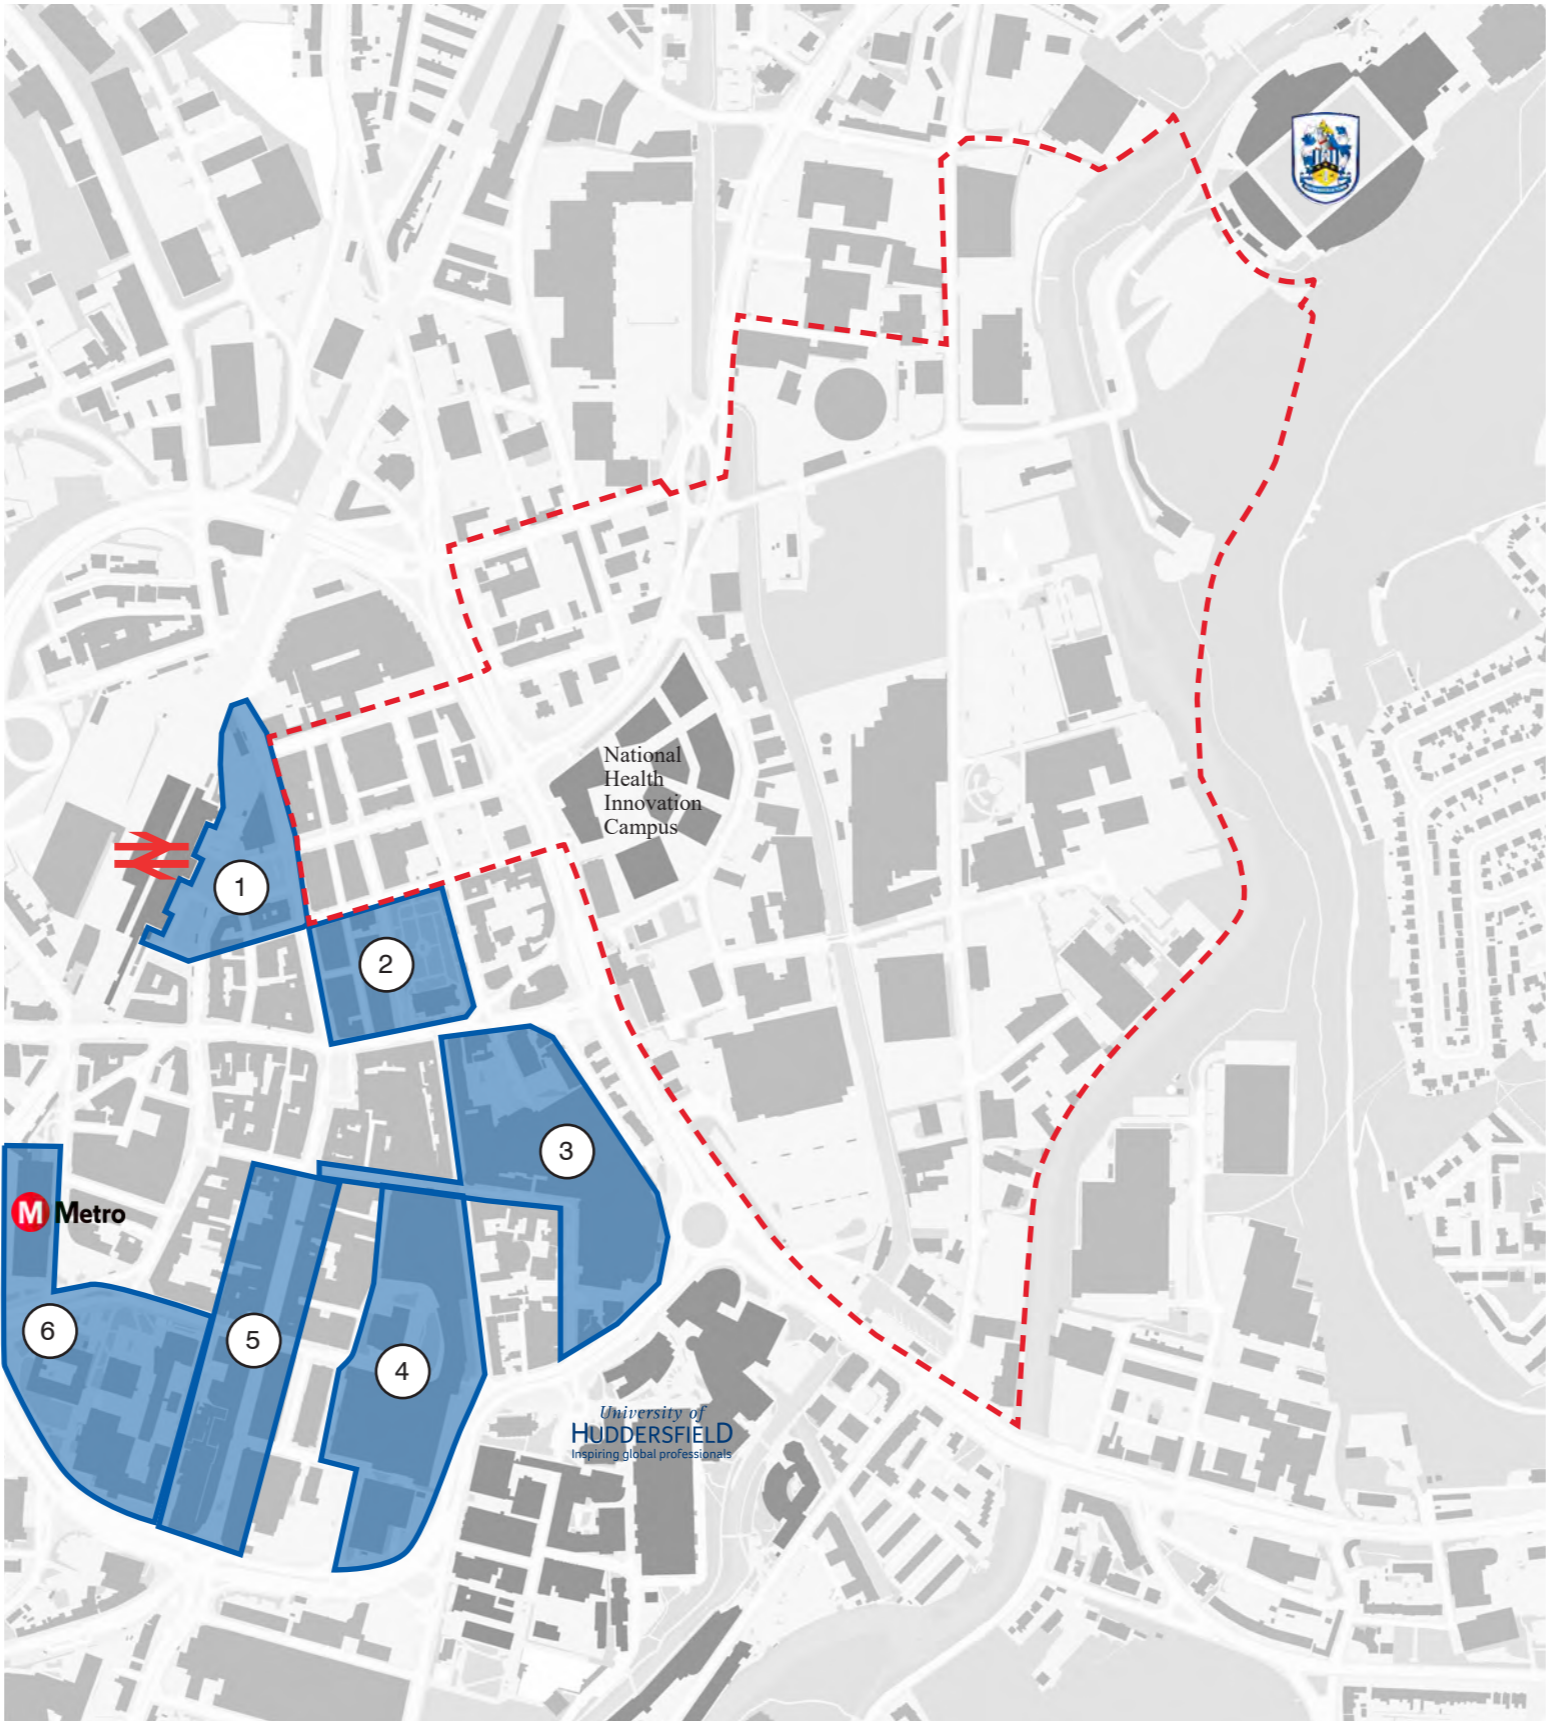 National
Health
Innovation
Campus
1
2
3
M Metro
6
5
4
University of
HUDDERSFIELD
Inspiring global professionals